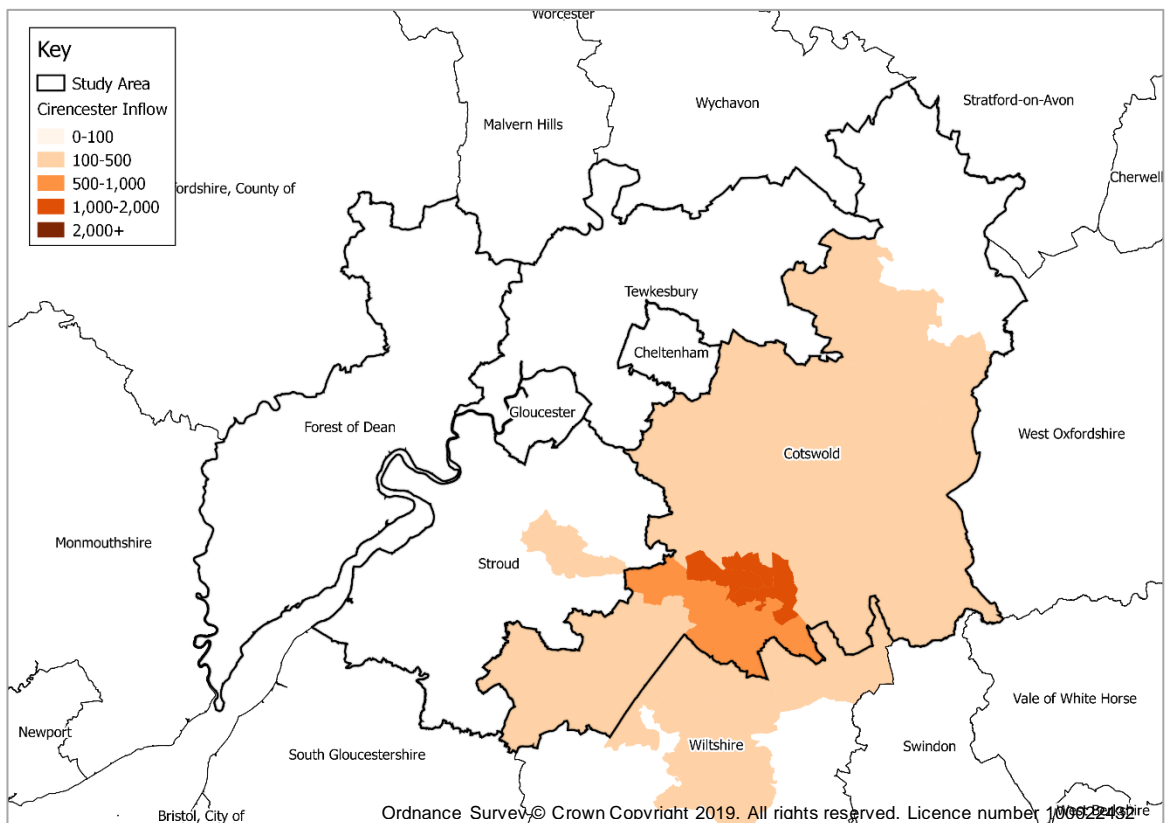 Worcester
Key
Study Area
Cirencester Inflow
0-100
100-500
500-1,000
1,000-2,000
2,000+
Wychavon
Stratford-on-Avon
Malvern Hills
Cherwell
fordshire, County of
Tewkesbury
Cheltenham
Gloucester
Forest of Dean
West Oxfordshire
Cotswold
Monmouthshire
Stroud
Vale of White Horse
Newport
Wiltshire
Swindon
South Gloucestershire
Bristol, City of
West Berkshire
Ordnance Survey © Crown Copyright 2019. All rights reserved. Licence number 100022432